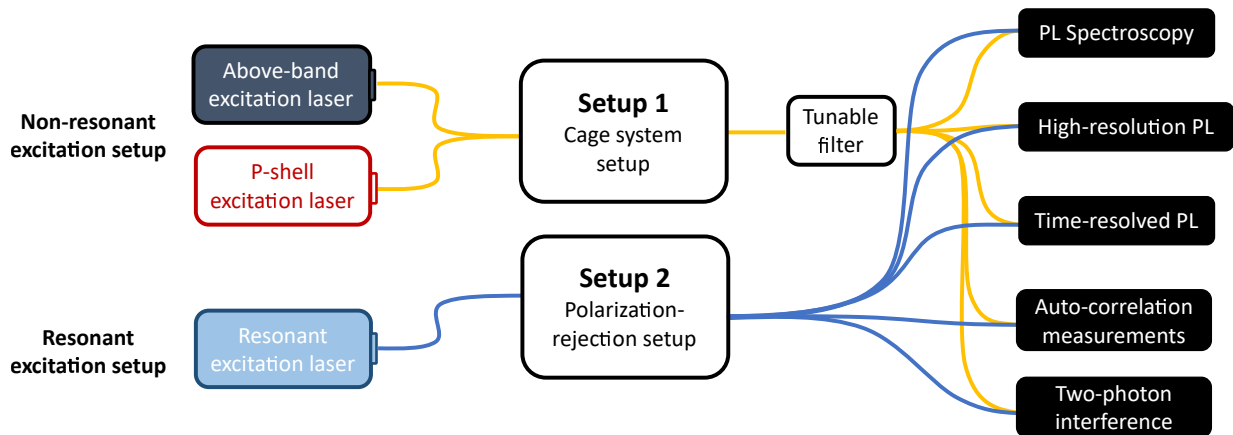 Non-resonant
excitation setup
Above-band
excitation laser
P-shell
excitation laser
Setup 1
Cage system
setup
Tunable
filter
Resonant
excitation setup
Resonant
excitation laser
Setup 2
Polarization-
rejection setup
PL Spectroscopy
High-resolution PL
Time-resolved PL
Auto-correlation
measurements
Two-photon
interference